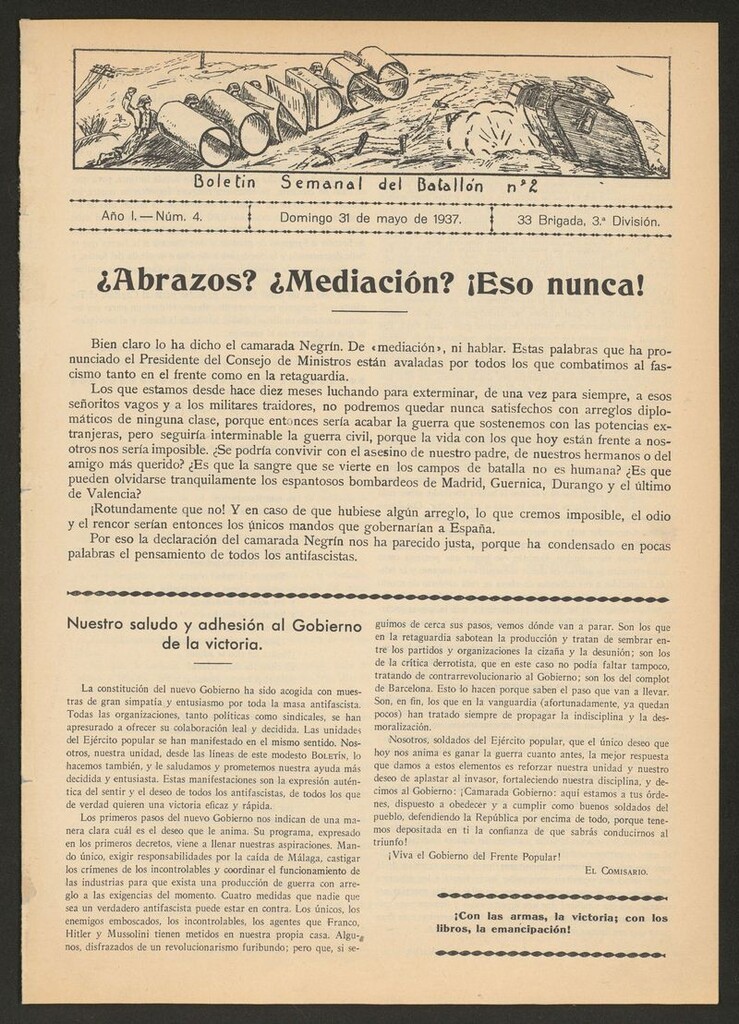 Boletin Semanal del Batallón nº2
Año I.—Núm. 4.
Domingo 31 de mayo de 1937.
33 Brigada, 3.ª División.
¿Abrazos? ¿Mediación? ¡Eso nunca!
Bien claro lo ha dicho el camarada Negrín. De «mediación», ni hablar. Estas palabras que ha pro-
nunciado el Presidente del Consejo de Ministros están avaladas por todos los que combatimos al fas-
cismo tanto en el frente como en la retaguardia.
Los que estamos desde hace diez meses luchando para exterminar, de una vez para siempre, a esos
señoritos vagos y a los militares traidores, no podremos quedar nunca satisfechos con arreglos diplo-
máticos de ninguna clase, porque entonces sería acabar la guerra que sostenemos con las potencias ex-
tranjeras, pero seguiría interminable la guerra civil, porque la vida con los que hoy están frente a nos-
otros nos sería imposible. ¿Se podría convivir con el asesino de nuestro padre, de nuestros hermanos o del
amigo más querido? ¿Es que la sangre que se vierte en los campos de batalla no es humana? ¿Es que
pueden olvidarse tranquilamente los espantosos bombardeos de Madrid, Guernica, Durango y el último
de Valencia?
¡Rotundamente que no! Y en caso de que hubiese algún arreglo, lo que cremos imposible, el odio
y el rencor serían entonces los únicos mandos que gobernarían a España.
Por eso la declaración del camarada Negrín nos ha parecido justa, porque ha condensado en pocas
palabras el pensamiento de todos los antifascistas.
Nuestro saludo y adhesión al Gobierno
de la victoria.
La constitución del nuevo Gobierno ha sido acogida con mues-
tras de gran simpatía y entusiasmo por toda la masa antifascista.
Todas las organizaciones, tanto políticas como sindicales, se han
apresurado a ofrecer su colaboración leal y decidida. Las unidades
del Ejército popular se han manifestado en el mismo sentido. Nos-
otros, nuestra unidad, desde las líneas de este modesto BOLETÍN, lo
hacemos también, y le saludamos y prometemos nuestra ayuda más
decidida y entusiasta. Estas manifestaciones son la expresión autén-
tica del sentir y el deseo de todos los antifascistas, de todos los que
de verdad quieren una victoria eficaz y rápida.
Los primeros pasos del nuevo Gobierno nos indican de una ma-
nera clara cuál es el deseo que le anima. Su programa, expresado
en los primeros decretos, viene a llenar nuestras aspiraciones. Man-
do único, exigir responsabilidades por la caída de Málaga, castigar
los crímenes de los incontrolables y coordinar el funcionamiento de
las industrias para que exista una producción de guerra con arre-
glo a las exigencias del momento. Cuatro medidas que nadie que
sea un verdadero antifascista puede estar en contra. Los únicos, los
enemigos emboscados, los incontrolables, los agentes que Franco,
Hitler y Mussolini tienen metidos en nuestra propia casa. Algu-
nos, disfrazados de un revolucionarismo furibundo; pero que, si se-
guimos de cerca sus pasos, vemos dónde van a parar. Son los que
en la retaguardia sabotean la producción y tratan de sembrar en-
tre los partidos y organizaciones la cizaña y la desunión; son los
de la crítica derrotista, que en este caso no podía faltar tampoco,
tratando de contrarrevolucionario al Gobierno; son los del complot
de Barcelona. Esto lo hacen porque saben el paso que van a llevar.
Son, en fin, los que en la vanguardia (afortunadamente, ya quedan
pocos) han tratado siempre de propagar la indisciplina y la des-
moralización.
Nosotros, soldados del Ejército popular, que el único deseo que
hoy nos anima es ganar la guerra cuanto antes, la mejor respuesta
que damos a estos elementos es reforzar nuestra unidad y nuestro
deseo de aplastar al invasor, fortaleciendo nuestra disciplina, y de-
cimos al Gobierno: ¡Camarada Gobierno: aquí estamos a tus órde-
nes, dispuesto a obedecer y a cumplir como buenos soldados del
pueblo, defendiendo la República por encima de todo, porque tene-
mos depositada en ti la confianza de que sabrás conducirnos al
triunfo!
¡Viva el Gobierno del Frente Popular!
EL COMISARIO.
¡Con las armas, la victoria; con los
libros, la emancipación!